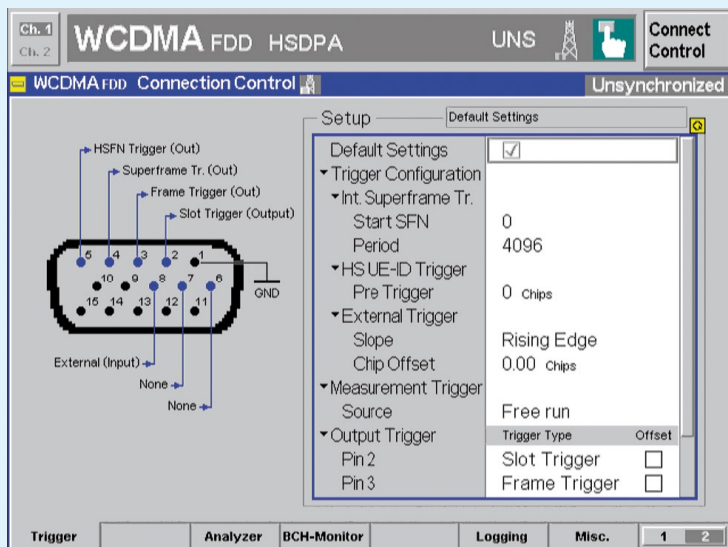 Ch. 1
Ch. 2
WCDMA FDD HSDPA
UNS
Connect
Control
WCDMA FDD Connection Control
Unsynchronized
Setup
Default Settings
HSFN Trigger (Out)
Superframe Tr. (Out)
Frame Trigger (Out)
Slot Trigger (Output)
5 4 3 2 1
10 9 8 7 6
15 14 13 12 11
GND
External (Input)
None
None
Default Settings
Trigger Configuration
Int. Superframe Tr.
Start SFN 0
Period 4096
HS UE-ID Trigger
Pre Trigger 0 Chips
External Trigger
Slope Rising Edge
Chip Offset 0.00 Chips
Measurement Trigger
Source Free run
Output Trigger Trigger Type Offset
Pin 2 Slot Trigger
Pin 3 Frame Trigger
Trigger Analyzer BCH-Monitor Logging Misc. 1 2